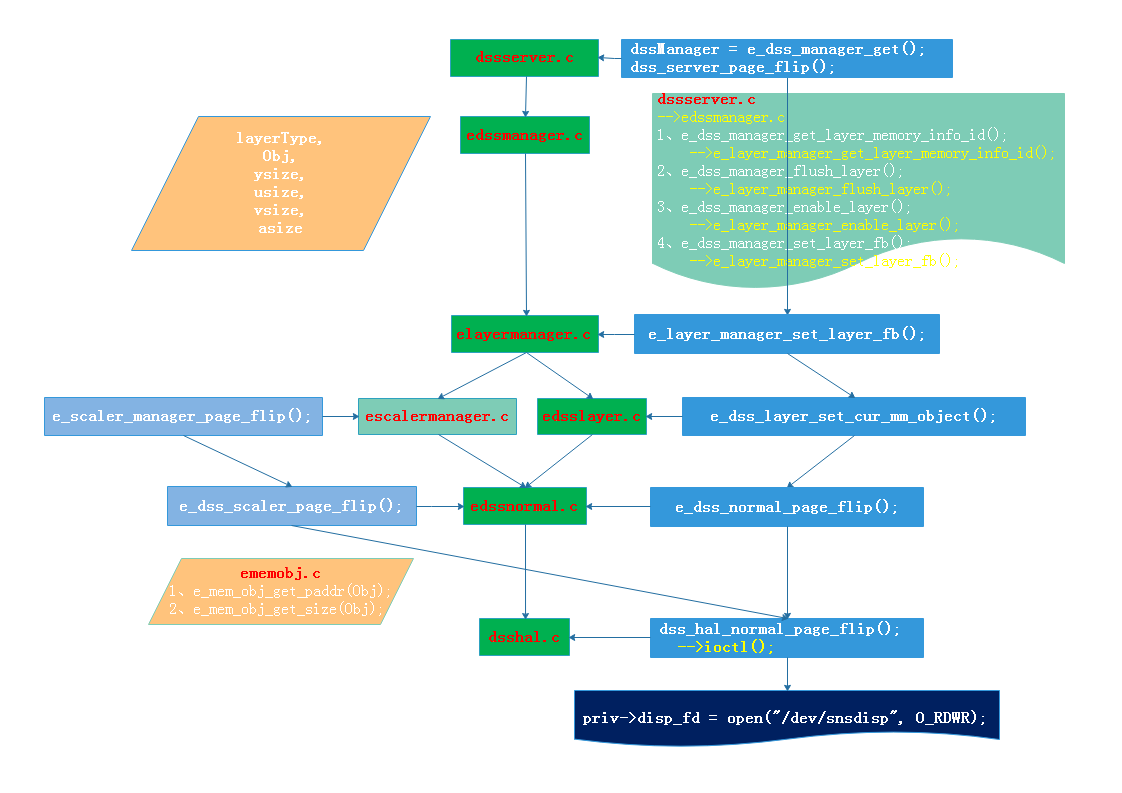 dssserver.c
dssManager = e_dss_manager_get();
dss_server_page_flip();
dssserver.c
-->edssmanager.c
1、e_dss_manager_get_layer_memory_info_id();
-->e_layer_manager_get_layer_memory_info_id();
2、e_dss_manager_flush_layer();
-->e_layer_manager_flush_layer();
3、e_dss_manager_enable_layer();
-->e_layer_manager_enable_layer();
4、e_dss_manager_set_layer_fb();
-->e_layer_manager_set_layer_fb();
edssmanager.c
layerType,
Obj,
ysize,
usize,
vsize,
asize
elayermanager.c
e_layer_manager_set_layer_fb();
e_scaler_manager_page_flip();
escalermanager.c
edsslayer.c
e_dss_layer_set_cur_mm_object();
e_dss_scaler_page_flip();
edssnormal.c
e_dss_normal_page_flip();
ememobj.c
1、e_mem_obj_get_paddr(Obj);
2、e_mem_obj_get_size(Obj);
dsshal.c
dss_hal_normal_page_flip();
-->ioctl();
priv->disp_fd = open("/dev/snsdisp", O_RDWR);